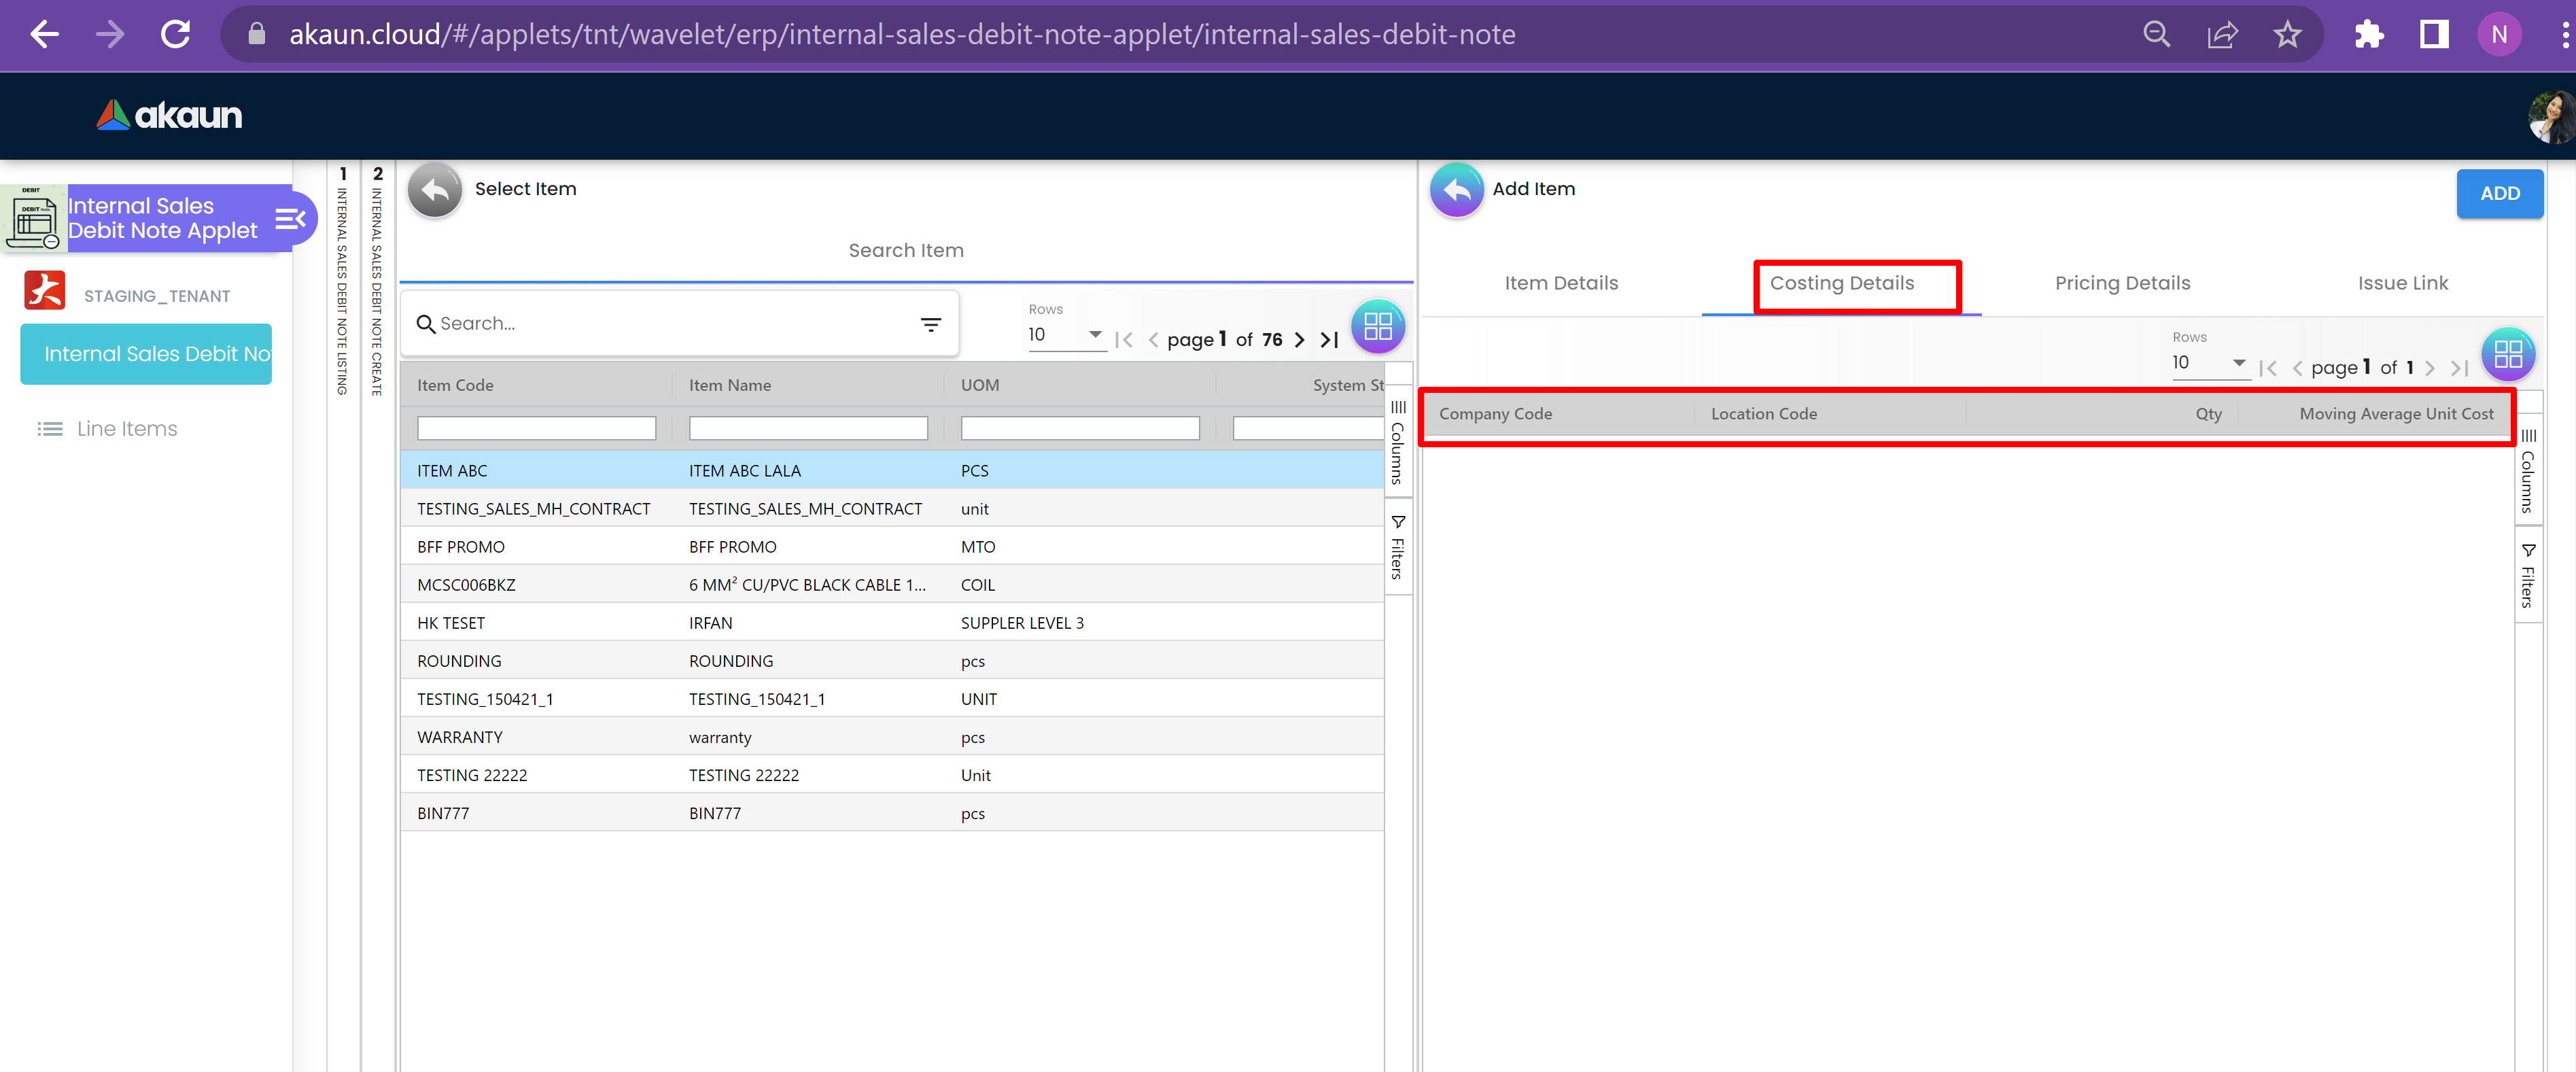 akaun.cloud/#/applets/tnt/wavelet/erp/internal-sales-debit-note-applet/internal-sales-debit-note
N
akaun
DEBIT
Internal Sales
Debit Note Applet
STAGING_TENANT
Internal Sales Debit No
Line Items
1 INTERNAL SALES DEBIT NOTE LISTING
2 INTERNAL SALES DEBIT NOTE CREATE
Select Item
Search Item
Search...
Rows
10
page 1 of 76
Item Code Item Name UOM System St
ITEM ABC ITEM ABC LALA PCS
TESTING_SALES_MH_CONTRACT TESTING_SALES_MH_CONTRACT unit
BFF PROMO BFF PROMO MTO
MCSC006BKZ 6 MM² CU/PVC BLACK CABLE 1... COIL
HK TESET IRFAN SUPPLER LEVEL 3
ROUNDING ROUNDING pcs
TESTING_150421_1 TESTING_150421_1 UNIT
WARRANTY warranty pcs
TESTING 22222 TESTING 22222 Unit
BIN777 BIN777 pcs
Columns
Filters
Add Item
ADD
Item Details Costing Details Pricing Details Issue Link
Rows
10
page 1 of 1
Company Code Location Code Qty Moving Average Unit Cost
Columns
Filters